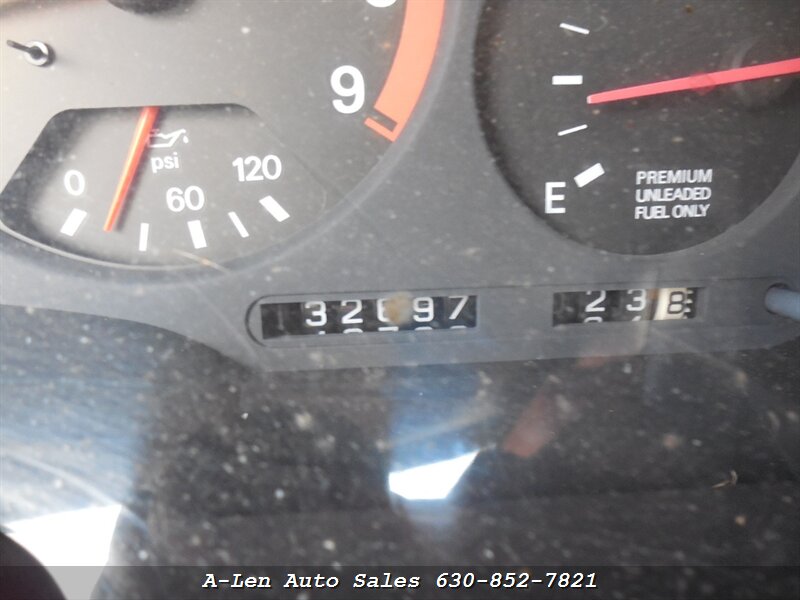 9
0 60 120
psi
E
PREMIUM
UNLEADED
FUEL ONLY
238
A-Len Auto Sales 630-852-7821